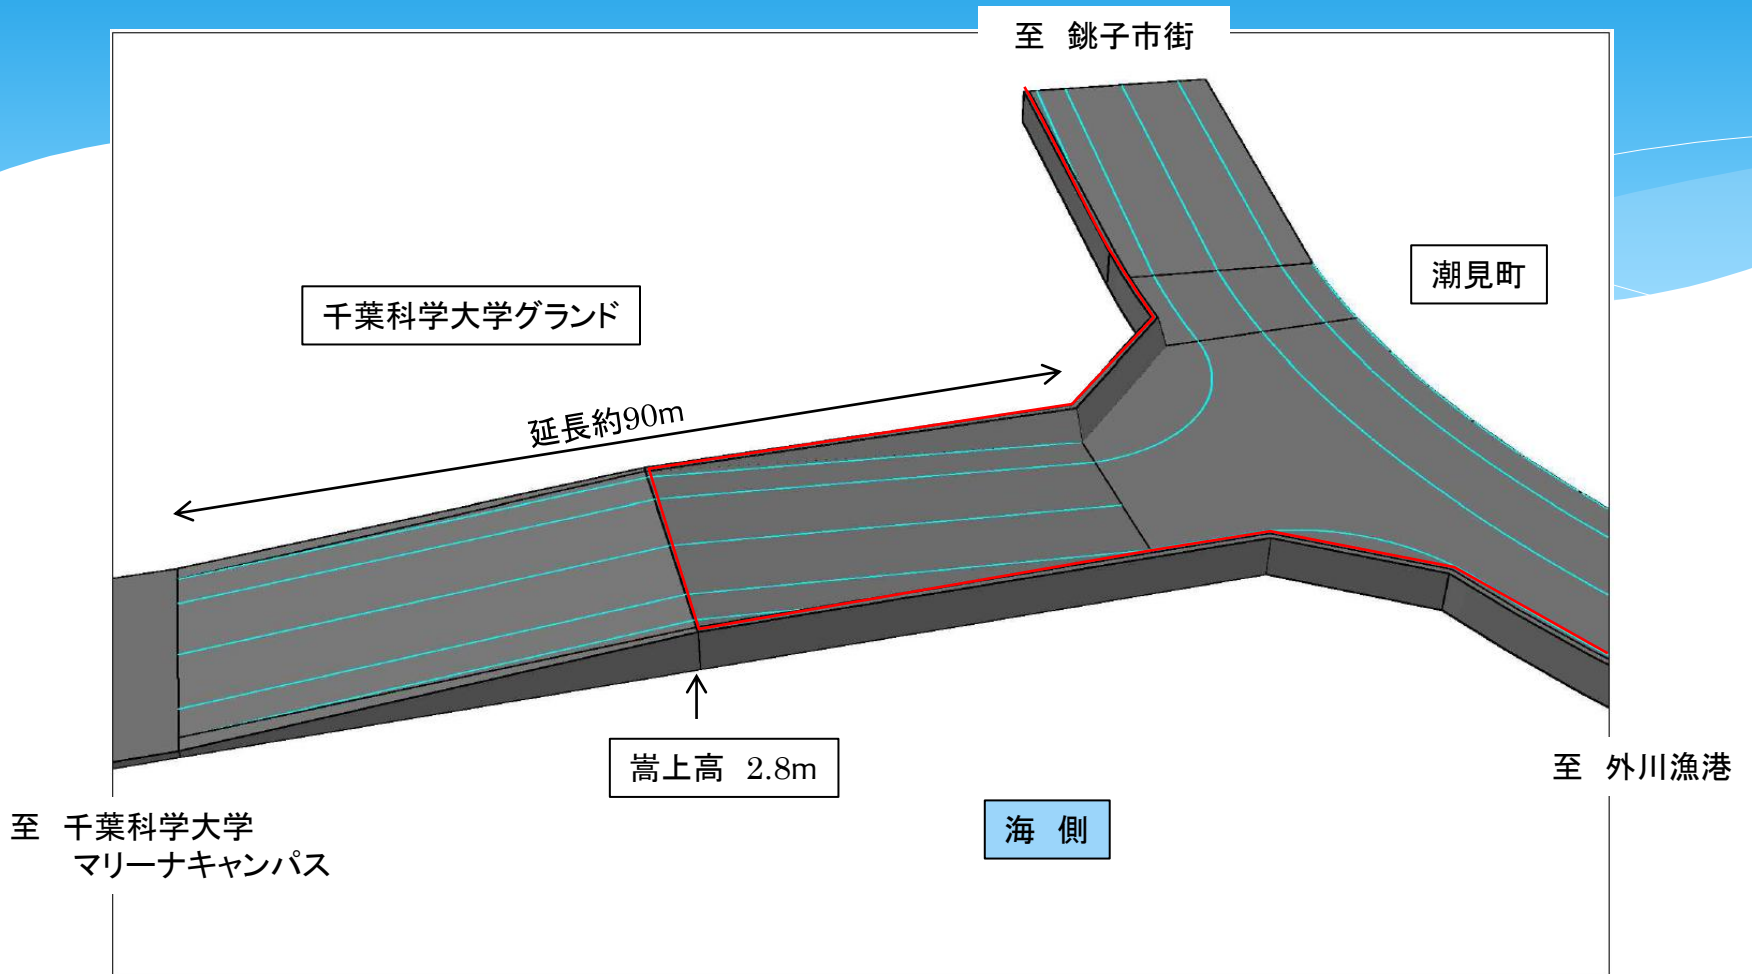 至 銚子市街
潮見町
千葉科学大学グランド
延長約90m
嵩上高 2.8m
至 外川漁港
海 側
至 千葉科学大学
マリーナキャンパス